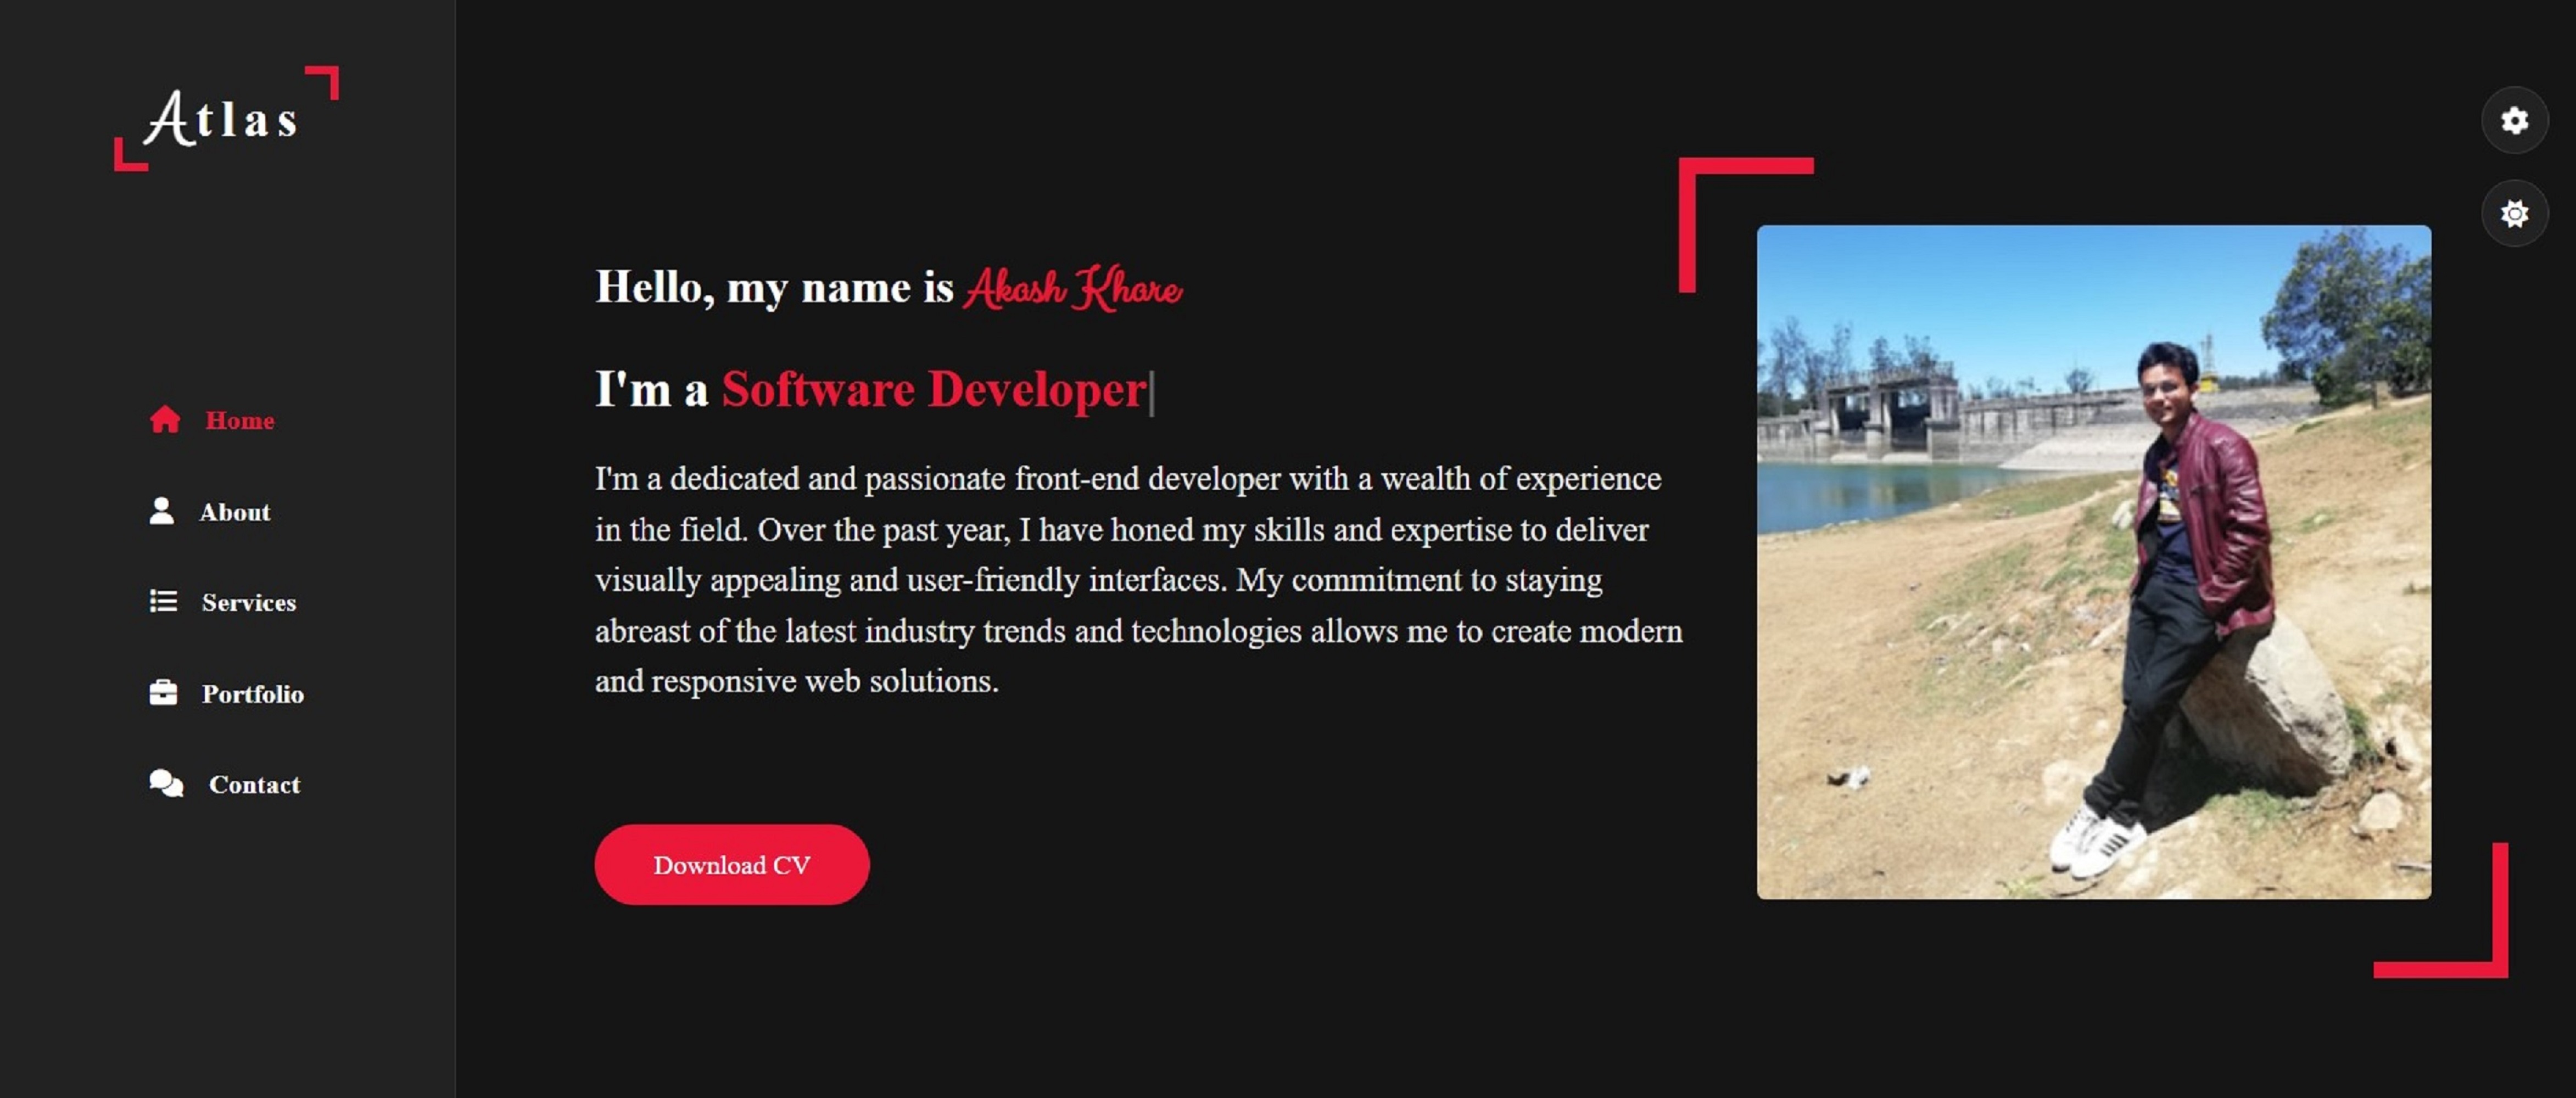 Atlas
Home
About
Services
Portfolio
Contact
Hello, my name is Akash Khare
I'm a Software Developer|
I'm a dedicated and passionate front-end developer with a wealth of experience
in the field. Over the past year, I have honed my skills and expertise to deliver
visually appealing and user-friendly interfaces. My commitment to staying
abreast of the latest industry trends and technologies allows me to create modern
and responsive web solutions.
Download CV